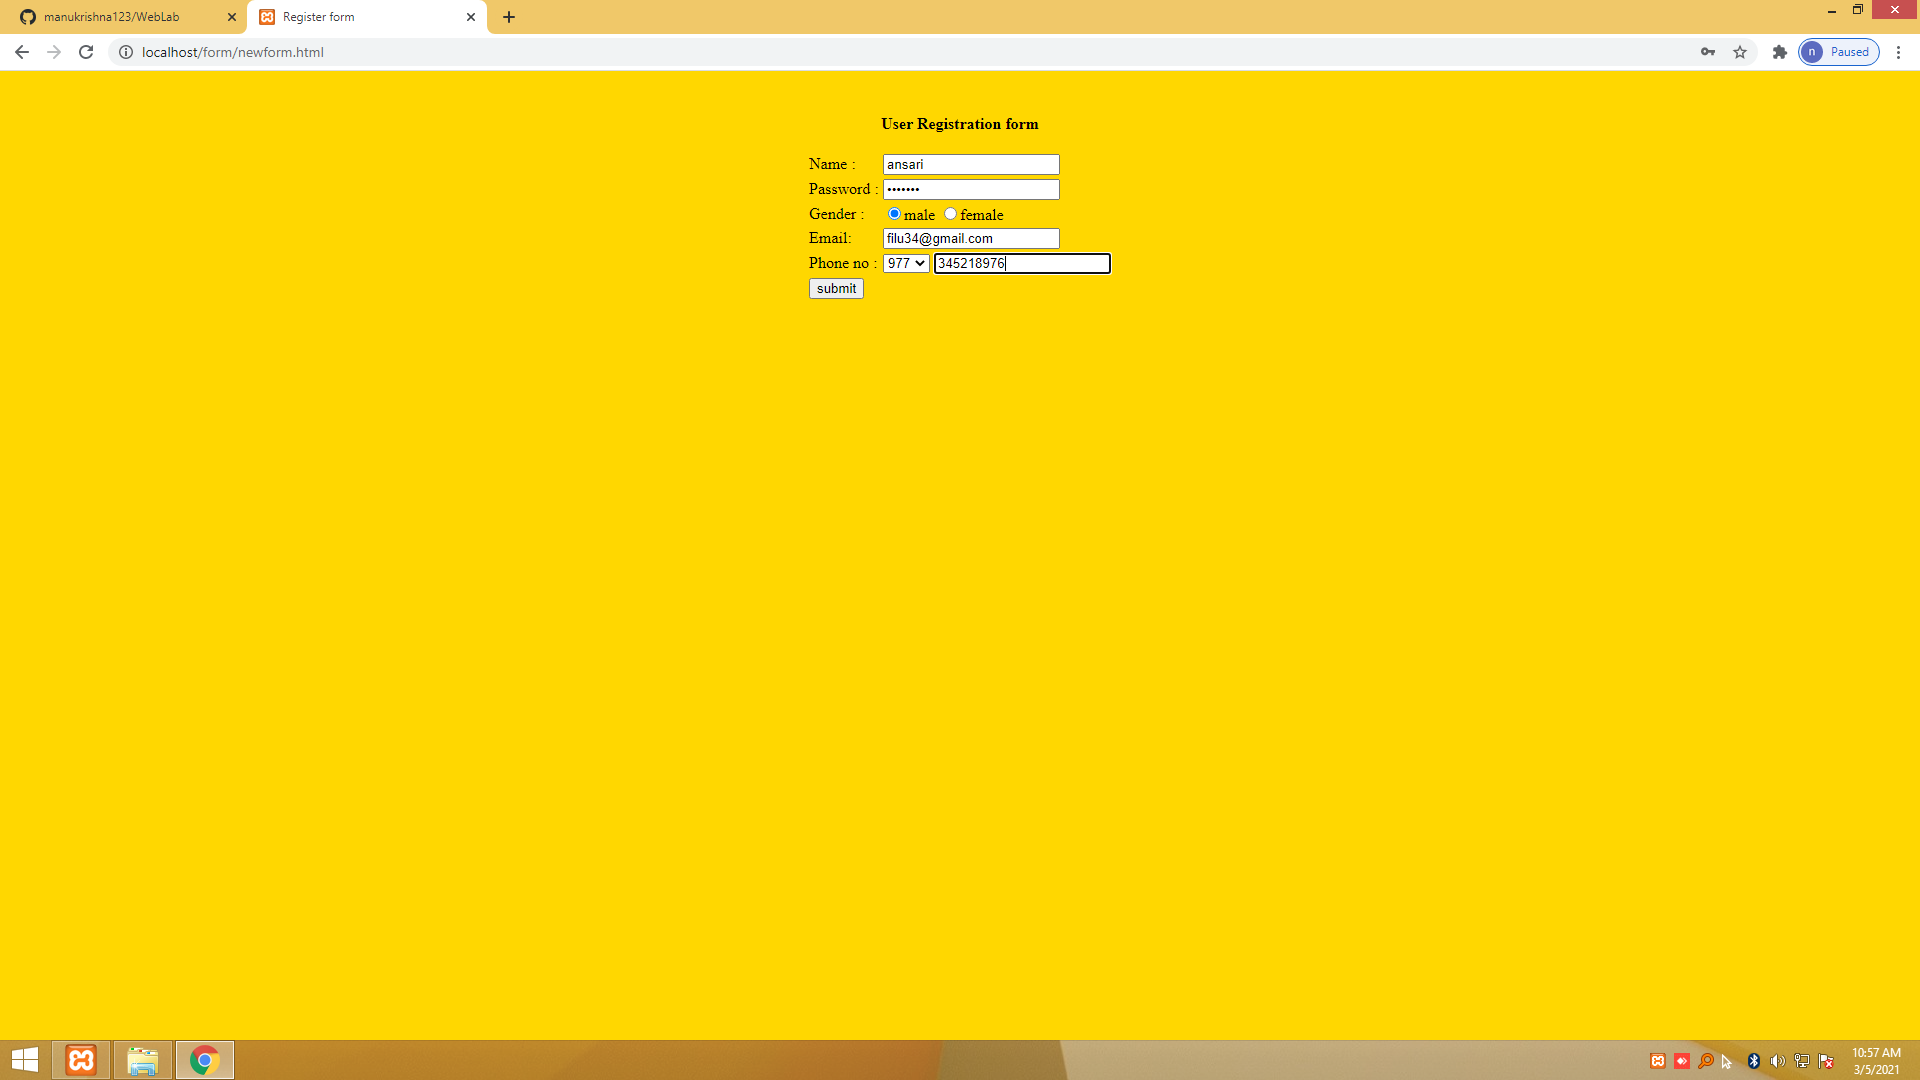 manukrishna123/WebLab
Register form
localhost/form/newform.html
n Paused
User Registration form
Name : ansari
Password : •••••••
Gender : male female
Email: filu34@gmail.com
Phone no : 977 345218976
submit
10:57 AM
3/5/2021